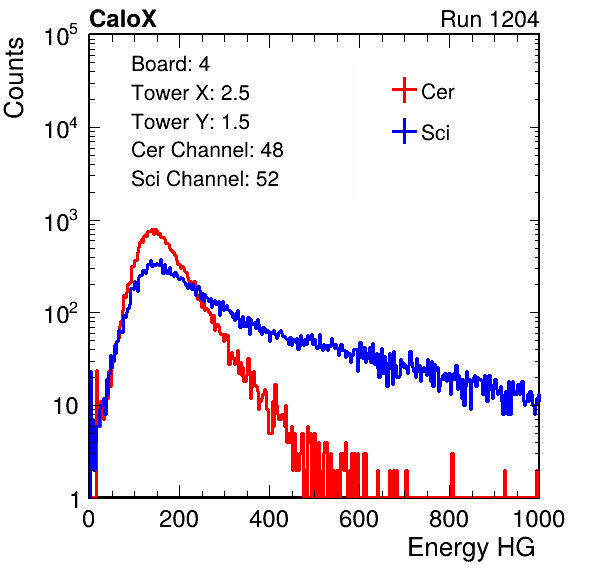 CaloX Run 1204
Counts
10^5
10^4
10^3
10^2
10
1
Board: 4
Tower X: 2.5
Tower Y: 1.5
Cer Channel: 48
Sci Channel: 52
Cer
Sci
0 200 400 600 800 1000
Energy HG